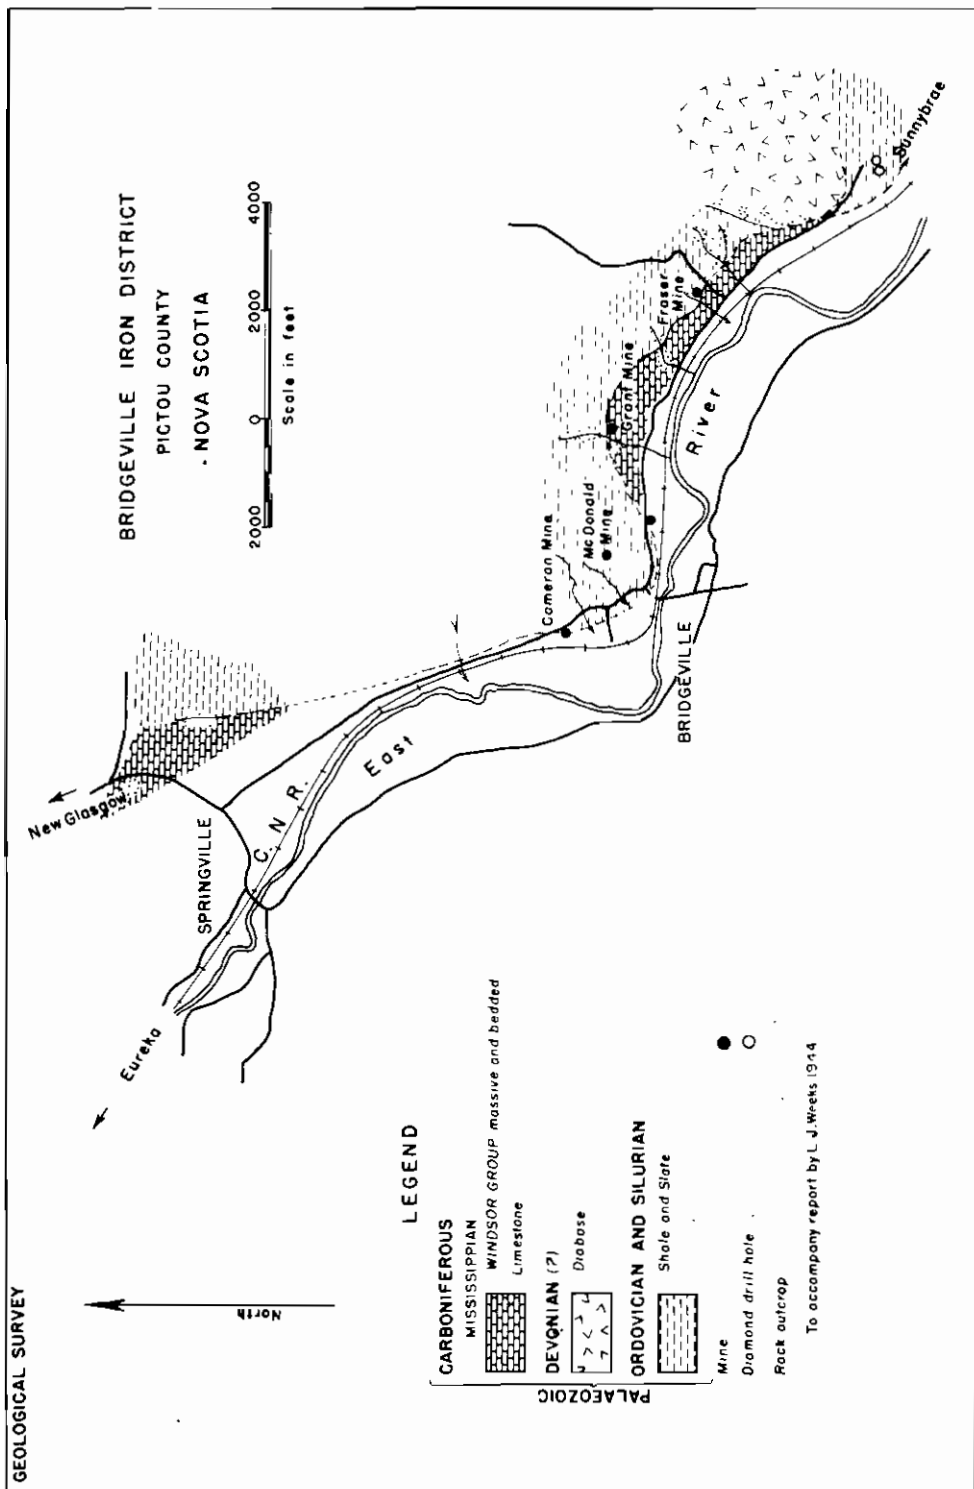 GEOLOGICAL SURVEY
BRIDGEVILLE IRON DISTRICT
PICTOU COUNTY
NOVA SCOTIA
2000 0 2000 4000
Scale in feet
North
New Glasgow
SPRINGVILLE
Eureka
C. N. R.
East
River
BRIDGEVILLE
Cameran Mine
McDonald
Mine
Grant Mine
Fraser
Mine
Sunnybrae
LEGEND
PALAEOZOIC
CARBONIFEROUS
MISSISSIPPIAN
WINDSOR GROUP massive and bedded
Limestone
DEVONIAN (?)
Diabase
ORDOVICIAN AND SILURIAN
Shale and Slate
Mine
Diamond drill hole
Rock outcrop
To accompany report by L. J. Weeks 1944